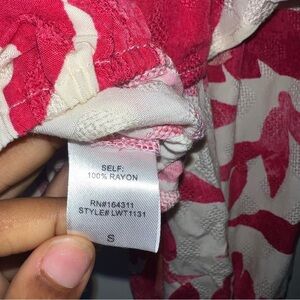 SELF:
100% RAYON
RN#164311
STYLE# LWT1131
S